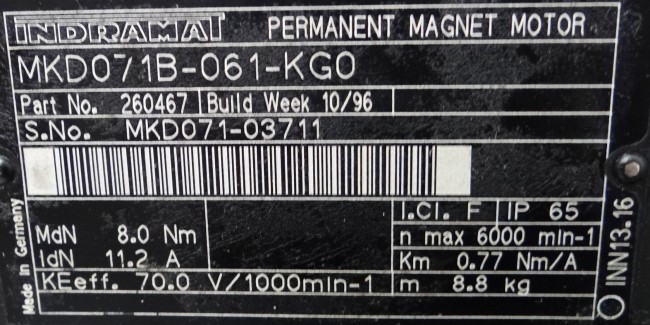 INDRAMAT PERMANENT MAGNET MOTOR
MKD071B-061-KG0
Part No. 260467 Build Week 10/96
S.No. MKD071-03711
I.Cl. F IP 65
MdN 8.0 Nm n max 6000 min-1
IdN 11.2 A Km 0.77 Nm/A
KEeff. 70.0 V/1000min-1 m 8.8 kg
Made in Germany
INN13.16